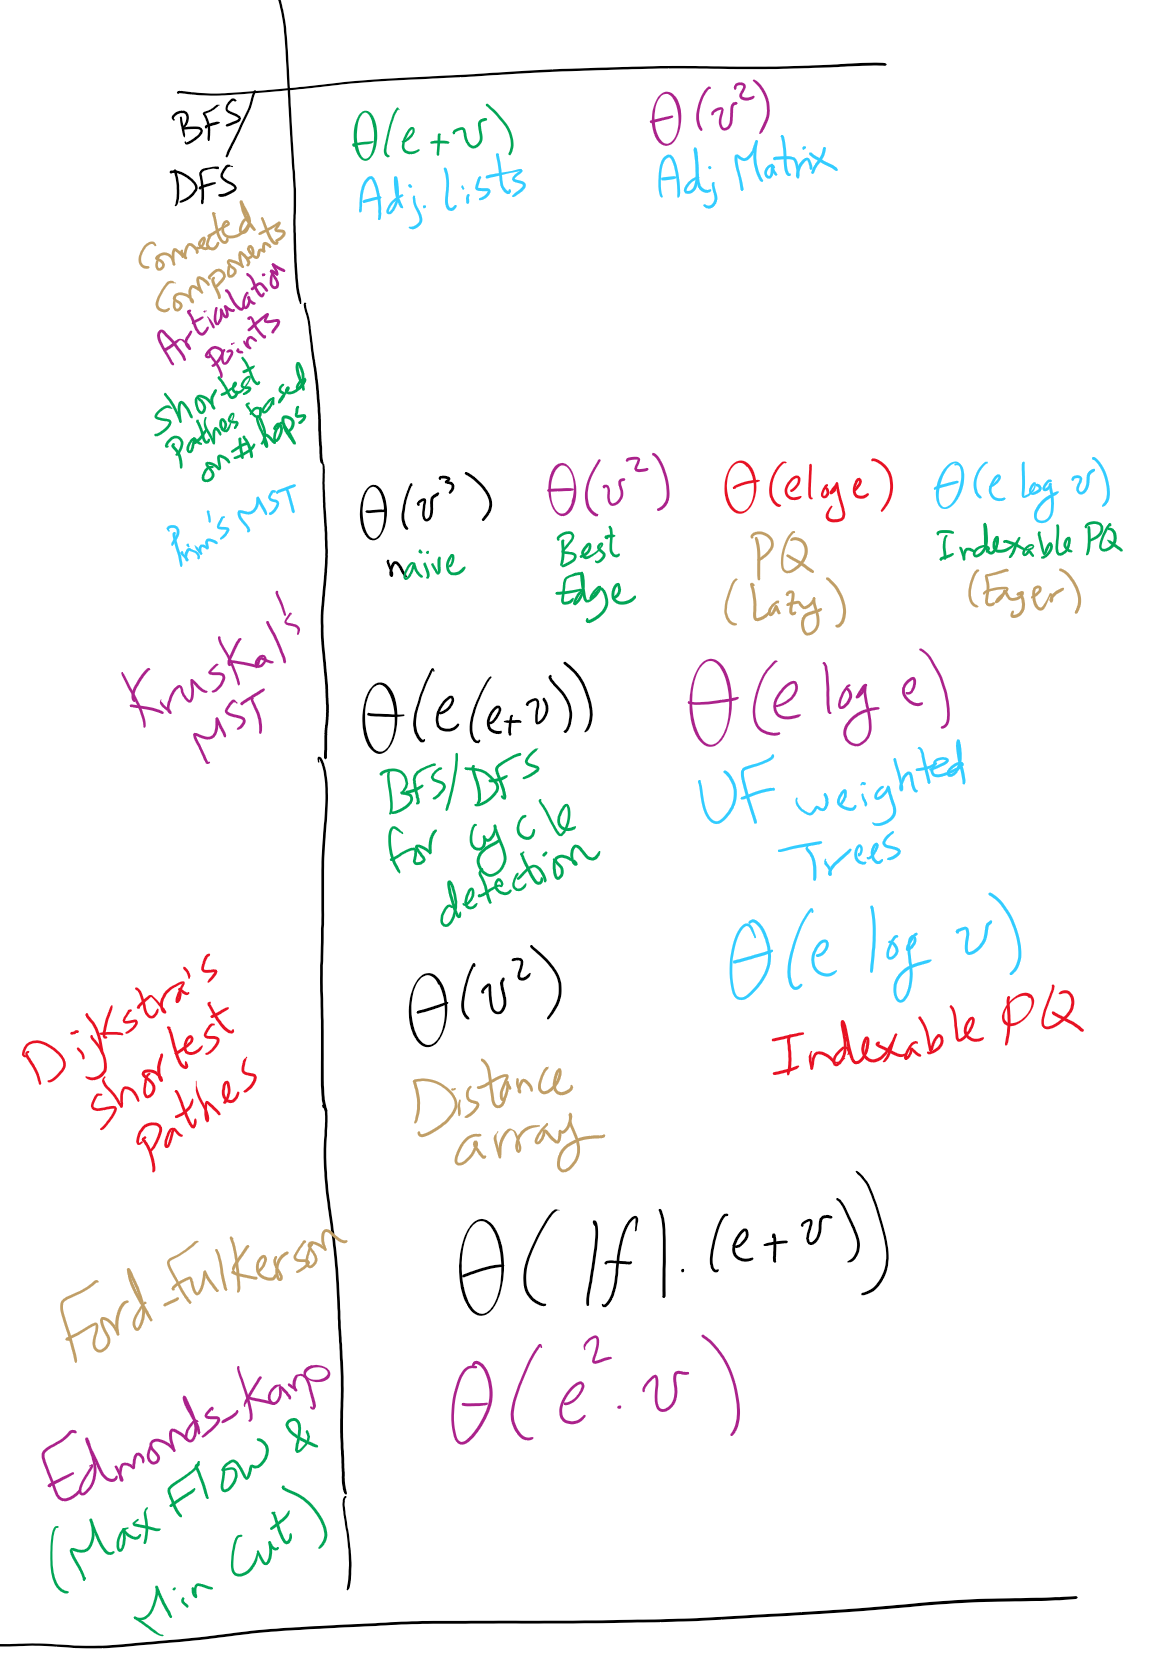 BFS/
DFS
θ(e+v)
Adj. Lists
θ(v²)
Adj Matrix
Connected
Components
Articulation
Points
Shortest
Pathes based
on # hops
Prim's MST
θ(v³)
naive
θ(v²)
Best
Edge
θ(e log e)
PQ
(Lazy)
θ(e log v)
Indexable PQ
(Eager)
Kruskal's
MST
θ(e(e+v))
BFS/DFS
for cycle
detection
θ(e log e)
UF weighted
Trees
Dijkstra's
shortest
pathes
θ(v²)
Distance
array
θ(e log v)
Indexable PQ
Ford-Fulkerson
θ(|f|.(e+v))
Edmonds-Karp
(Max Flow &
Min Cut)
θ(e².v)